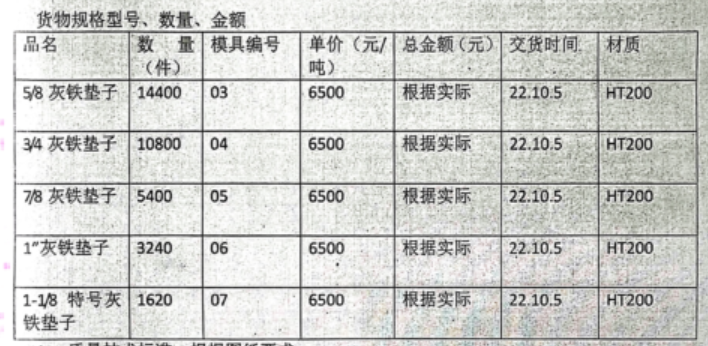 货物规格型号、数量、金额
品名 数 量（件） 模具编号 单价（元/吨） 总金额（元） 交货时间 材质
5/8 灰铁垫子 14400 03 6500 根据实际 22.10.5 HT200
3/4 灰铁垫子 10800 04 6500 根据实际 22.10.5 HT200
7/8 灰铁垫子 5400 05 6500 根据实际 22.10.5 HT200
1”灰铁垫子 3240 06 6500 根据实际 22.10.5 HT200
1-1/8 特号灰铁垫子 1620 07 6500 根据实际 22.10.5 HT200